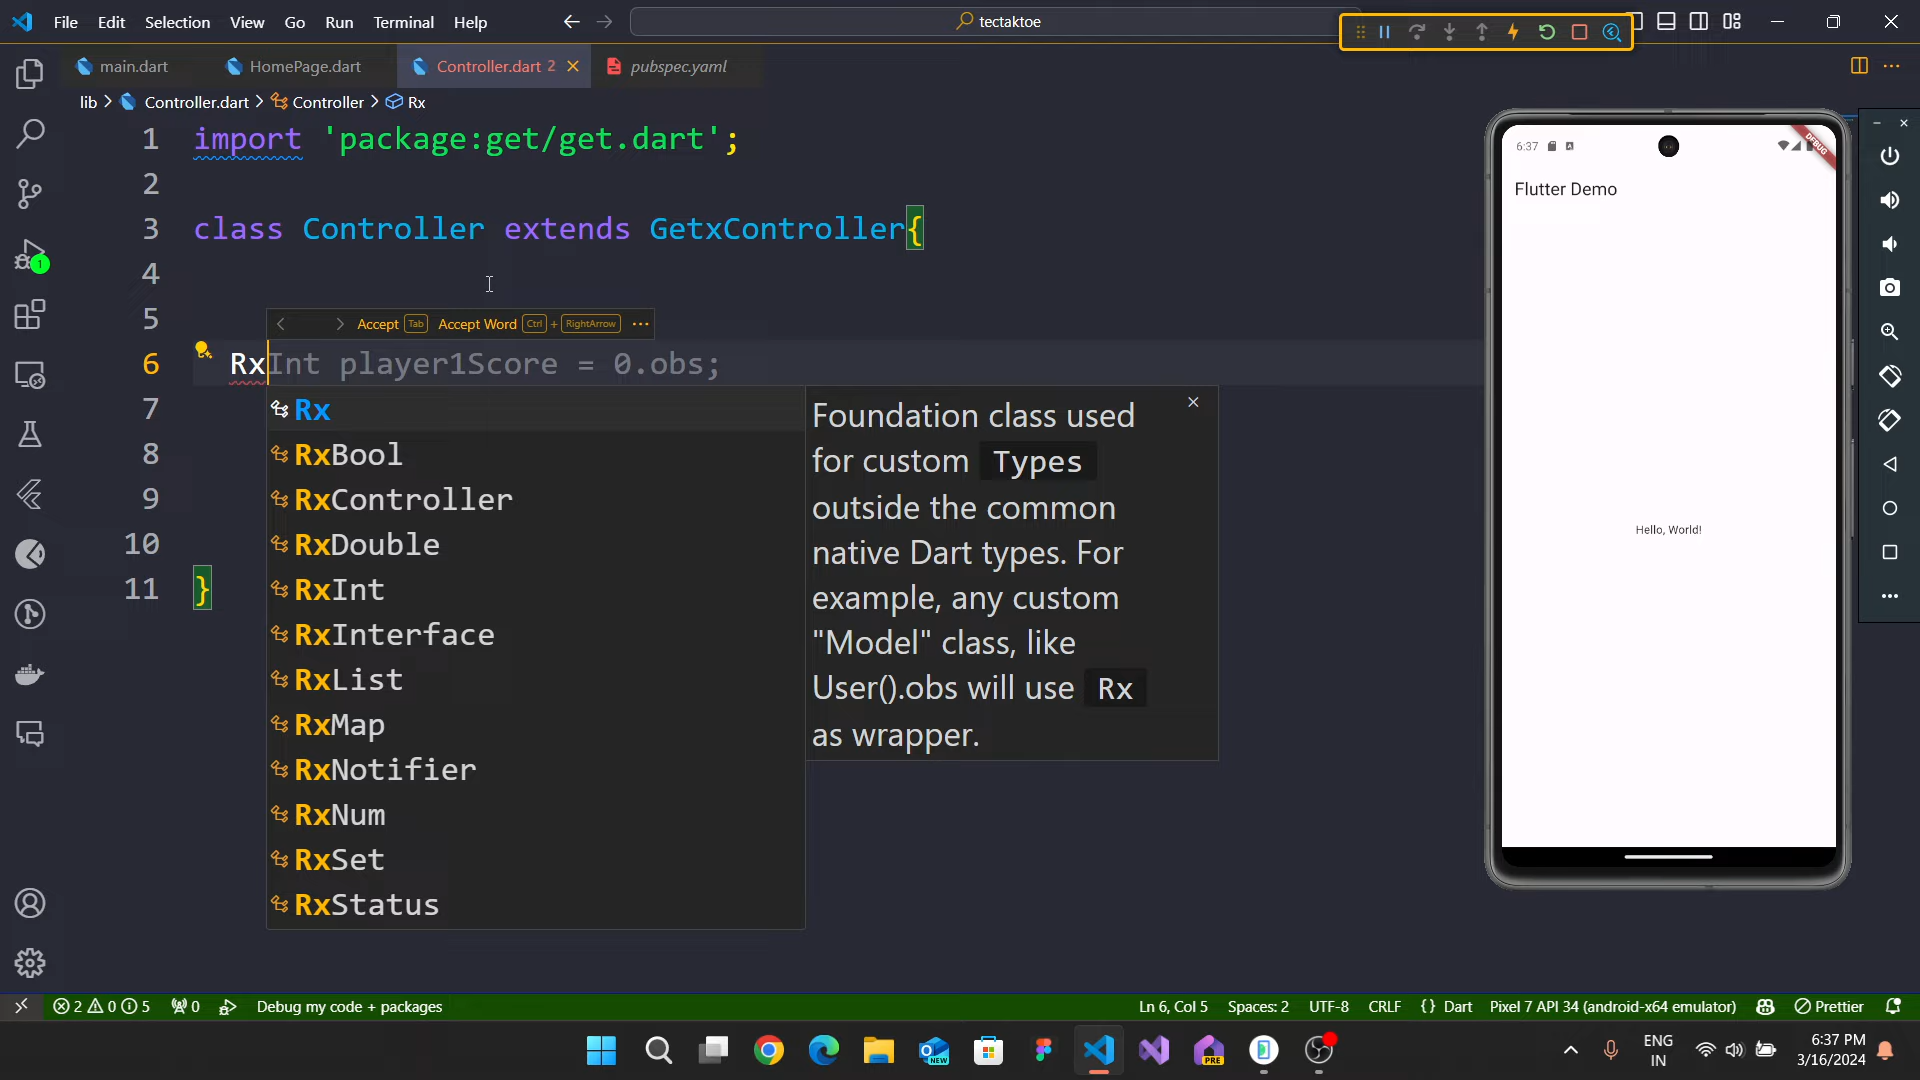 File Edit Selection View Go Run Terminal Help
tectaktoe
main.dart
HomePage.dart
Controller.dart 2
pubspec.yaml
lib > Controller.dart > Controller > Rx
1 import 'package:get/get.dart';
2
3 class Controller extends GetxController{
4
5
Accept Tab Accept Word Ctrl + RightArrow ...
6 RxInt player1Score = 0.obs;
7
8
9
10
11 }
Rx
RxBool
RxController
RxDouble
RxInt
RxInterface
RxList
RxMap
RxNotifier
RxNum
RxSet
RxStatus
Foundation class used
for custom Types
outside the common
native Dart types. For
example, any custom
"Model" class, like
User().obs will use Rx
as wrapper.
6:37
DEBUG
Flutter Demo
Hello, World!
1
2 0 5 0 Debug my code + packages
Ln 6, Col 5 Spaces: 2 UTF-8 CRLF {} Dart Pixel 7 API 34 (android-x64 emulator) Prettier
NEW
PRE
ENG
IN
6:37 PM
3/16/2024